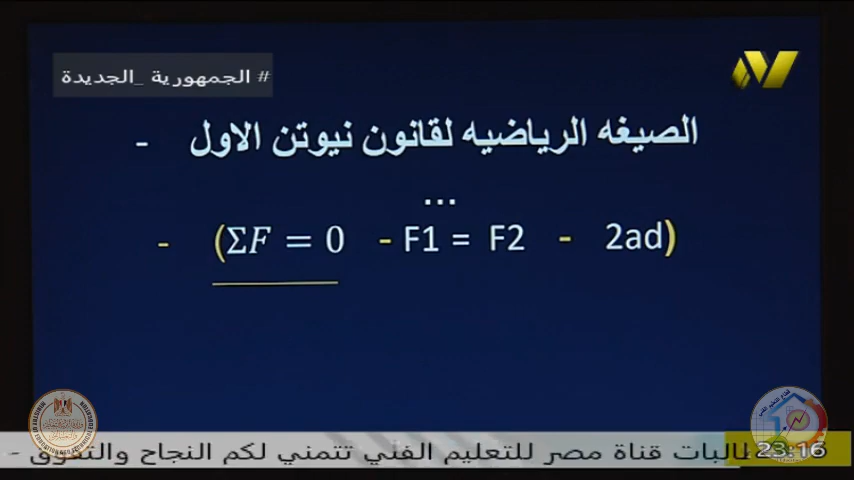 # الجمهورية _الجديدة
الصيغه الرياضيه لقانون نيوتن الاول -
...
- (ΣF = 0 - F1 = F2 - 2ad)
البات قناة مصر للتعليم الفني تتمني لكم النجاح والتفوق -
23:16